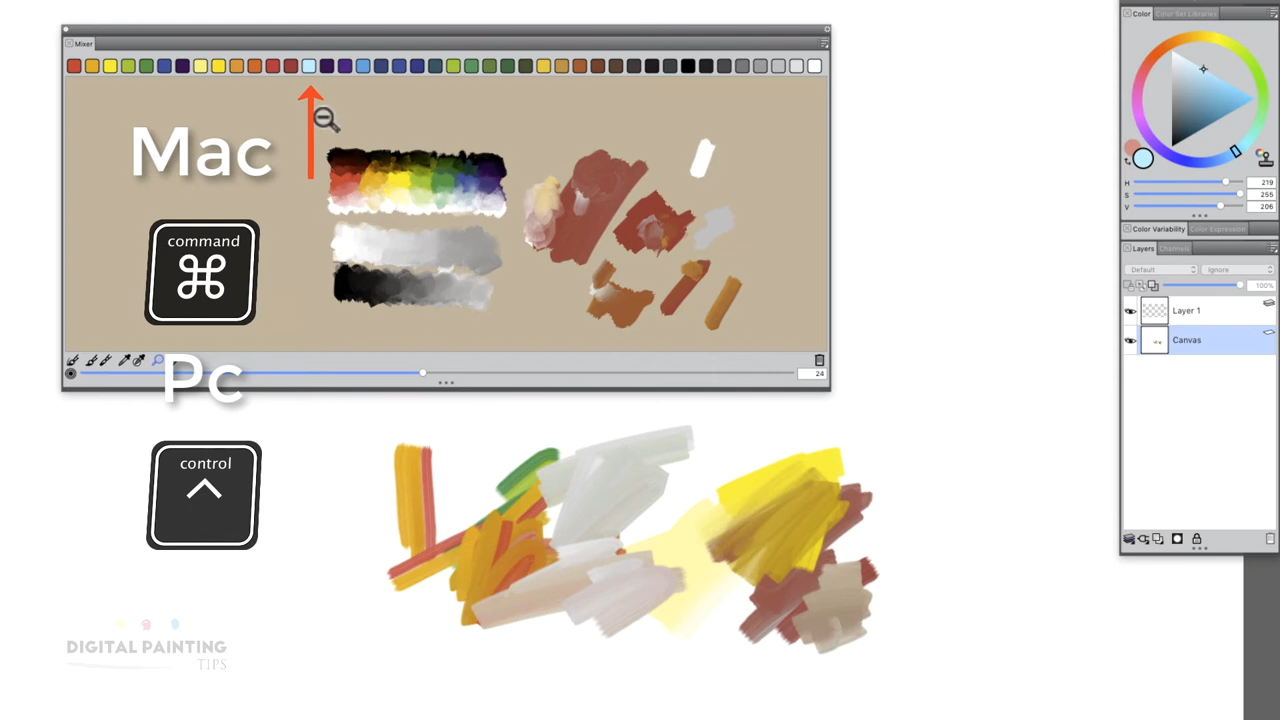 Mixer
Mac
command
Pc
24
control
DIGITAL PAINTING
TIPS
Color
Color Set Libraries
H 219
S 255
V 206
Color Variability
Color Expression
Layers
Channels
Default
Ignore
100%
Layer 1
Canvas